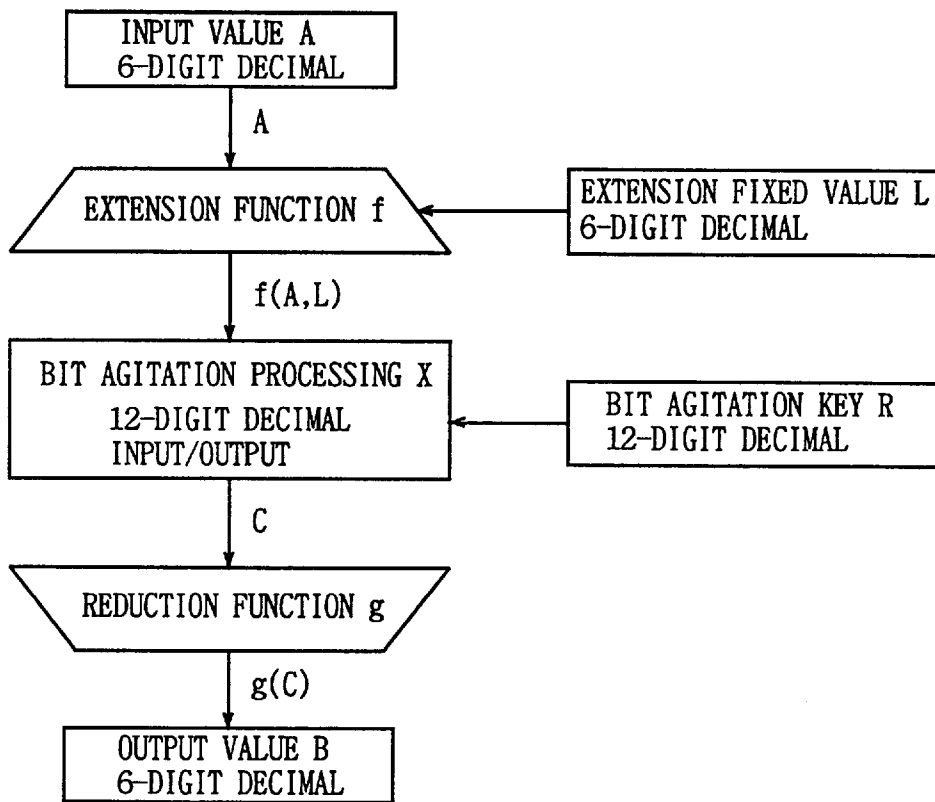 INPUT VALUE A
6-DIGIT DECIMAL
A
EXTENSION FUNCTION f
EXTENSION FIXED VALUE L
6-DIGIT DECIMAL
f(A,L)
BIT AGITATION PROCESSING X
12-DIGIT DECIMAL
INPUT/OUTPUT
BIT AGITATION KEY R
12-DIGIT DECIMAL
C
REDUCTION FUNCTION g
g(C)
OUTPUT VALUE B
6-DIGIT DECIMAL